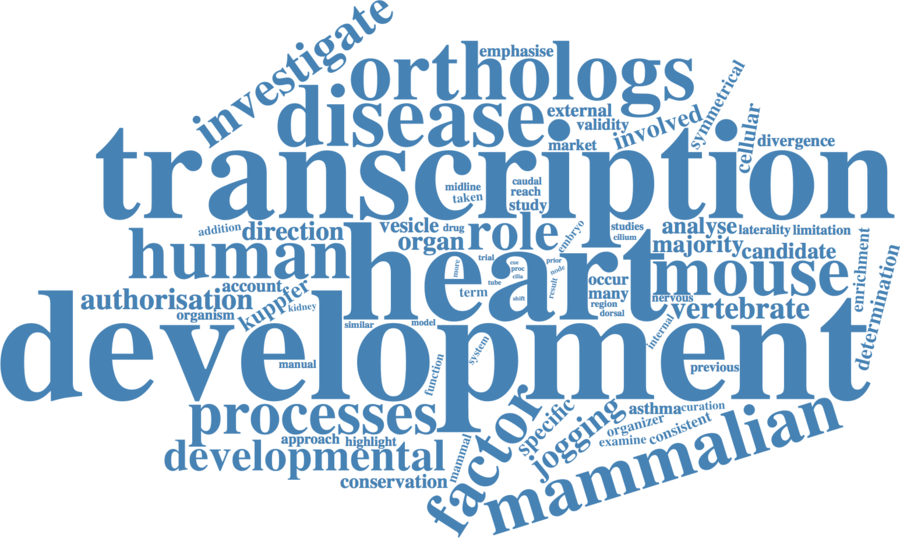 investigate
orthologs
emphasise
disease
external
validity
market
involved
symmetrical
cellular
divergence
transcription
midline
taken
caudal
reach
study
addition
direction
vesicle
drug
organ
role
embryo
studies
cilium
analyse
laterality
limitation
majority
candidate
human
heart
trial
more
term
tube
proc
cilia
shift
prior
node
result
occur
many
region
dorsal
mouse
nervous
vertebrate
enrichment
determination
account
authorisation
organism
kuppfer
kidney
similar
model
internal
development
manual
function
system
previous
processes
factor
specific
jogging
asthma
curation
organizer
examine
consistent
mammalian
approach
highlight
developmental
mammal
conservation